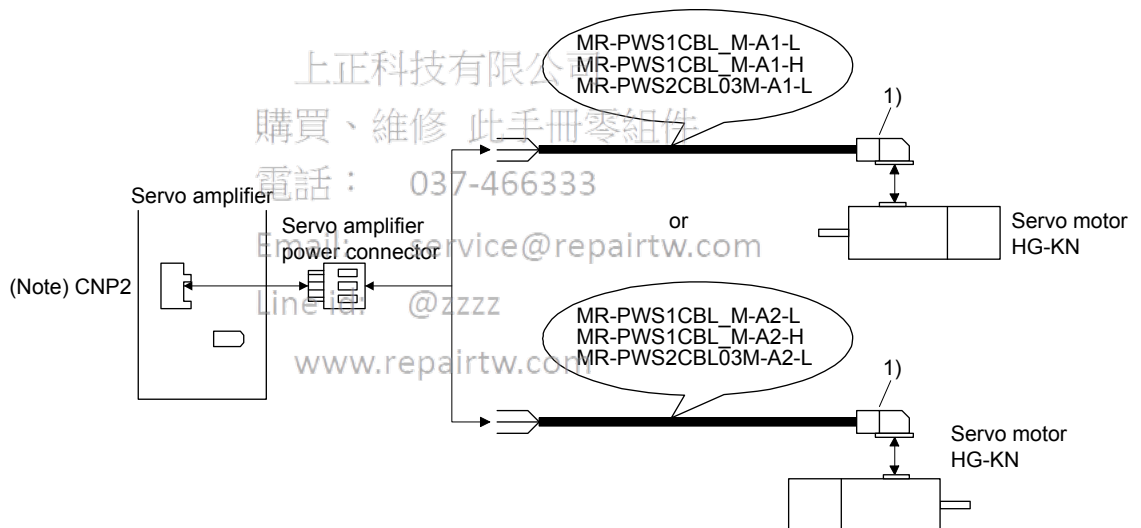 MR-PWS1CBL_M-A1-L
MR-PWS1CBL_M-A1-H
MR-PWS2CBL03M-A1-L
1)
上正科技有限公司
購買、維修 此手冊零組件
電話： 037-466333
Servo amplifier
Servo amplifier
power connector
or
Servo motor
HG-KN
Email: service@repairtw.com
(Note) CNP2
Line id: @zzzz
MR-PWS1CBL_M-A2-L
MR-PWS1CBL_M-A2-H
MR-PWS2CBL03M-A2-L
www.repairtw.com
1)
Servo motor
HG-KN